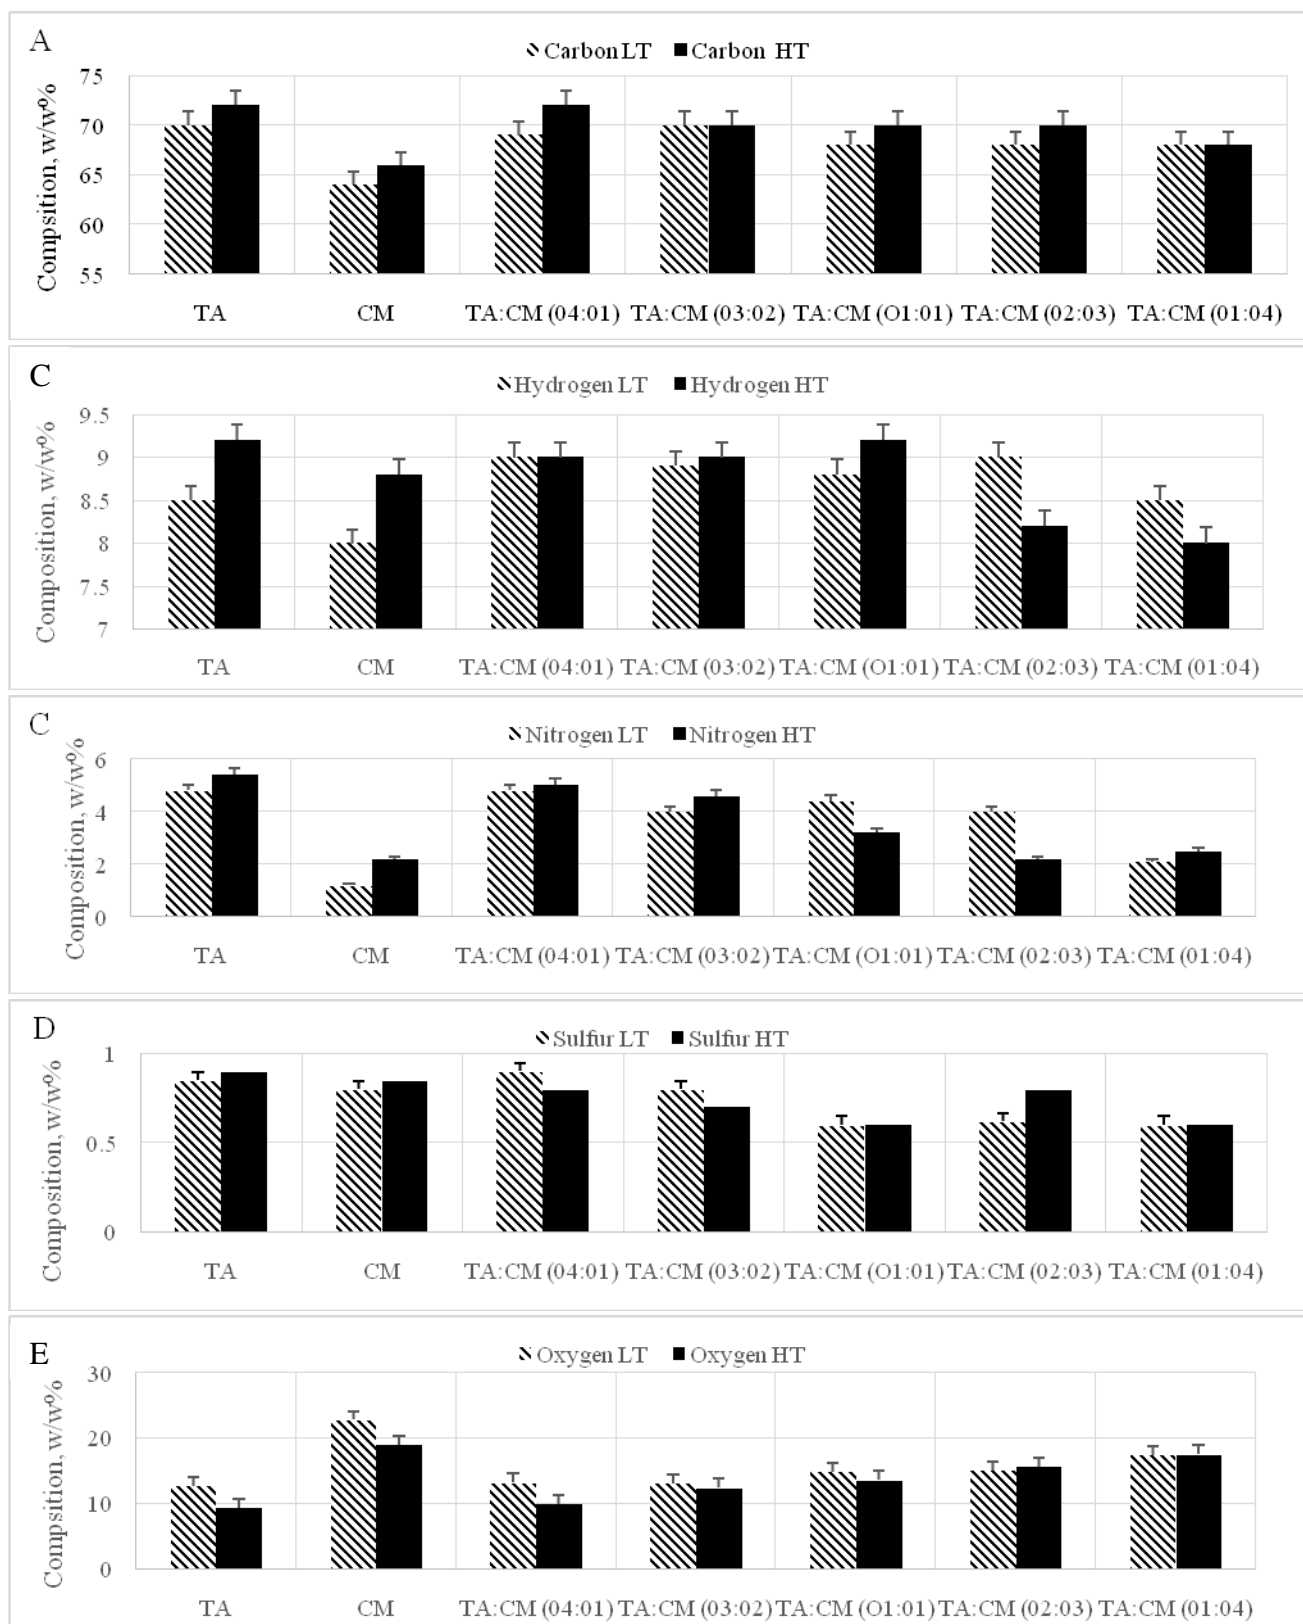 A
Carbon LT Carbon HT
Compsition, w/w%
75
70
65
60
55
TA CM TA:CM (04:01) TA:CM (03:02) TA:CM (O1:01) TA:CM (02:03) TA:CM (01:04)
C
Hydrogen LT Hydrogen HT
Composition, w/w%
9.5
9
8.5
8
7.5
7
TA CM TA:CM (04:01) TA:CM (03:02) TA:CM (O1:01) TA:CM (02:03) TA:CM (01:04)
C
Nitrogen LT Nitrogen HT
Composition, w/w%
6
4
2
0
TA CM TA:CM (04:01) TA:CM (03:02) TA:CM (O1:01) TA:CM (02:03) TA:CM (01:04)
D
Sulfur LT Sulfur HT
Composition, w/w%
1
0.5
0
TA CM TA:CM (04:01) TA:CM (03:02) TA:CM (O1:01) TA:CM (02:03) TA:CM (01:04)
E
Oxygen LT Oxygen HT
Compsition, w/w%
30
20
10
0
TA CM TA:CM (04:01) TA:CM (03:02) TA:CM (O1:01) TA:CM (02:03) TA:CM (01:04)